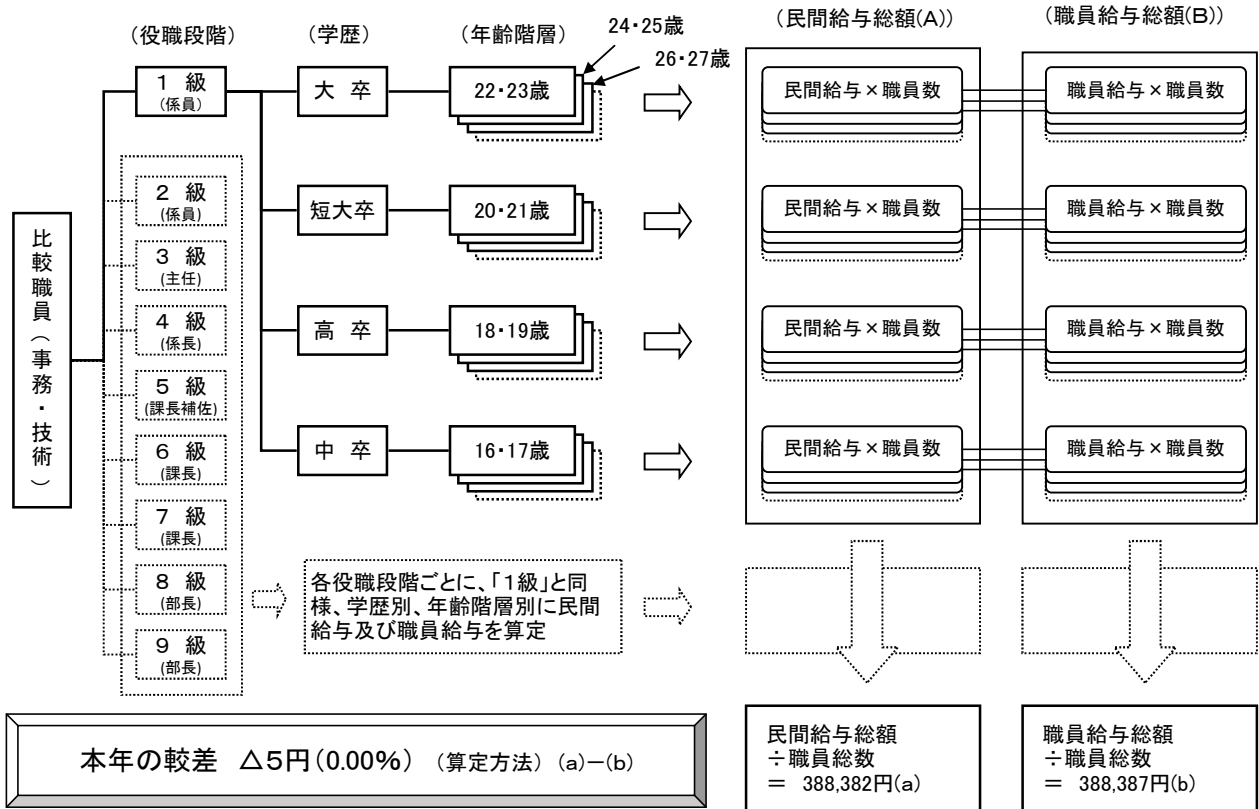 (役職段階)
(学歴)
(年齢階層)
24・25歳
26・27歳
(民間給与総額(A))
(職員給与総額(B))
比較職員(事務・技術)
1 級
(係員)
2 級
(係員)
3 級
(主任)
4 級
(係長)
5 級
(課長補佐)
6 級
(課長)
7 級
(課長)
8 級
(部長)
9 級
(部長)
大 卒
22・23歳
民間給与×職員数
職員給与×職員数
短大卒
20・21歳
民間給与×職員数
職員給与×職員数
高 卒
18・19歳
民間給与×職員数
職員給与×職員数
中 卒
16・17歳
民間給与×職員数
職員給与×職員数
各役職段階ごとに、「1級」と同
様、学歴別、年齢階層別に民間
給与及び職員給与を算定
本年の較差 △5円(0.00%) (算定方法) (a)-(b)
民間給与総額
÷職員総数
= 388,382円(a)
職員給与総額
÷職員総数
= 388,387円(b)